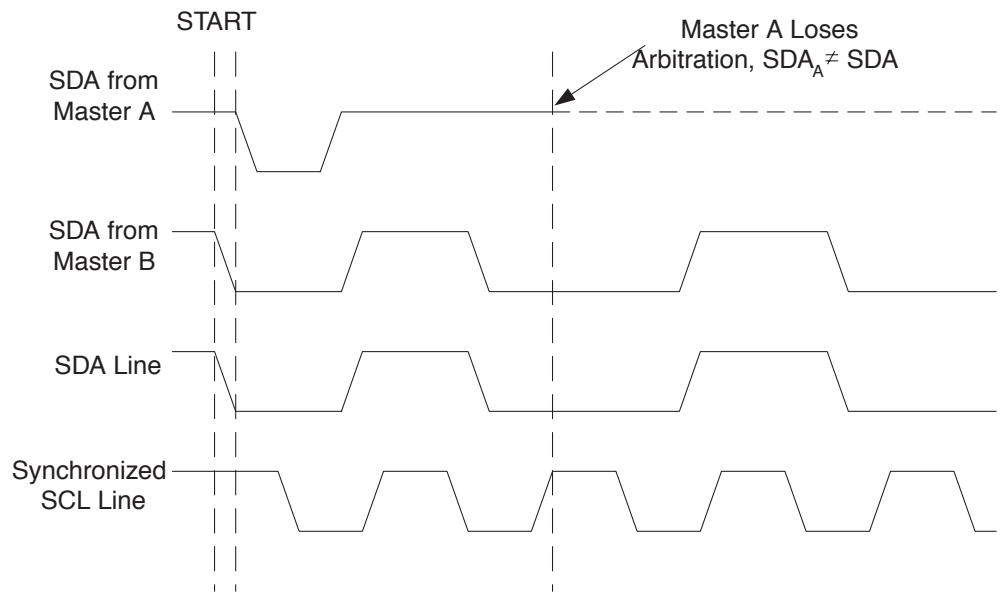 START
Master A Loses
Arbitration, SDA_A ≠ SDA
SDA from
Master A
SDA from
Master B
SDA Line
Synchronized
SCL Line